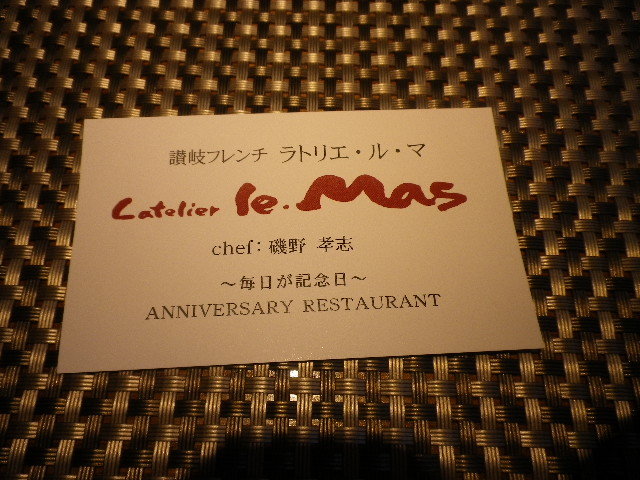 讃岐フレンチ ラトリエ・ル・マ
Latelier le.Mas
chef: 磯野 孝志
～毎日が記念日～
ANNIVERSARY RESTAURANT